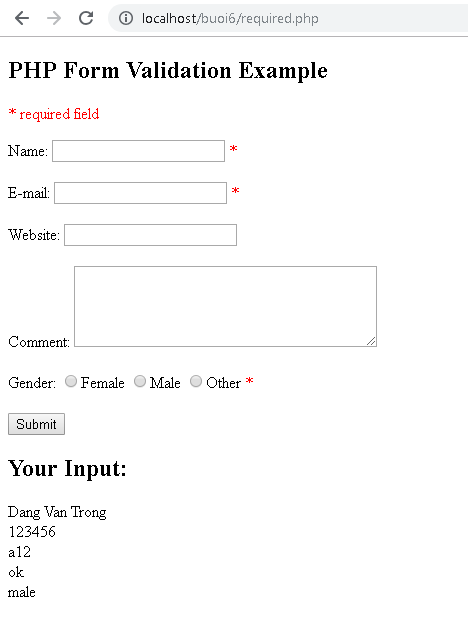 localhost/buoi6/required.php
PHP Form Validation Example
* required field
Name: *
E-mail: *
Website:
Comment:
Gender: Female Male Other *
Submit
Your Input:
Dang Van Trong
123456
a12
ok
male